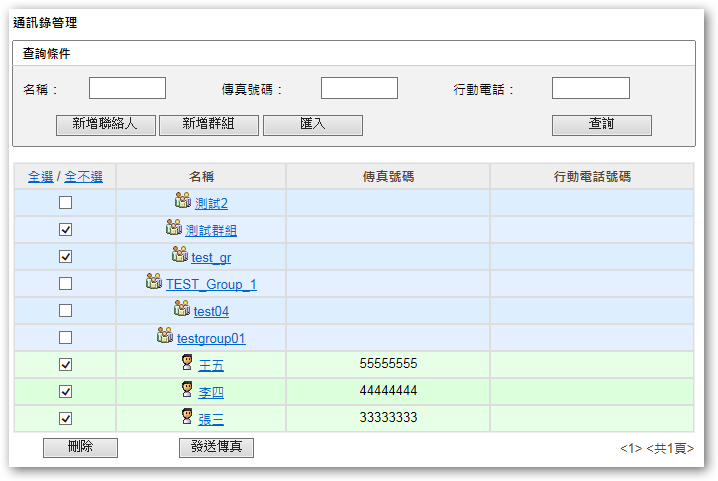 通訊錄管理
查詢條件
名稱： 傳真號碼： 行動電話：
新增聯絡人 新增群組 匯入 查詢
全選 / 全不選 名稱 傳真號碼 行動電話號碼
測試2
測試群組
test_gr
TEST_Group_1
test04
testgroup01
王五 55555555
李四 44444444
張三 33333333
刪除 發送傳真 <1> <共1頁>